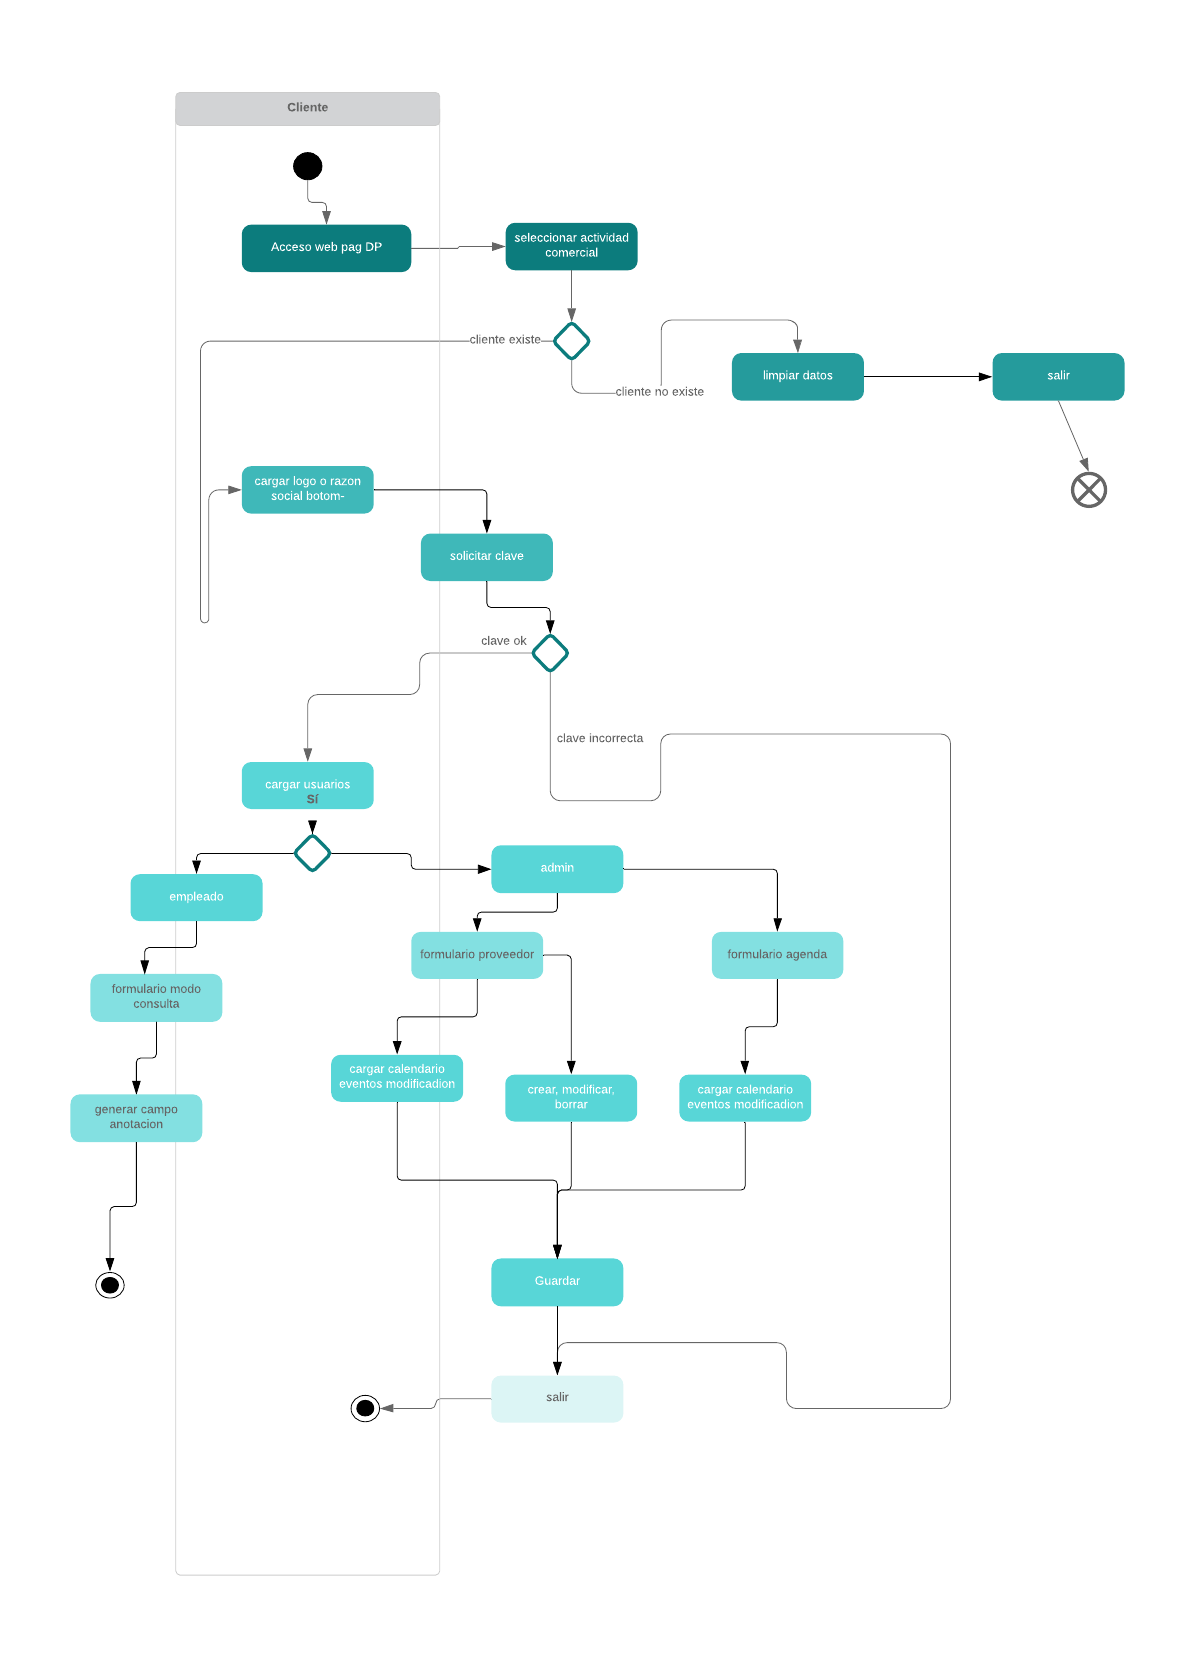 Cliente
Acceso web pag DP
seleccionar actividad
comercial
cliente existe
cliente no existe
limpiar datos
salir
cargar logo o razon
social botom-
solicitar clave
clave ok
clave incorrecta
cargar usuarios
Sí
admin
empleado
formulario proveedor
formulario agenda
formulario modo
consulta
cargar calendario
eventos modificadion
crear, modificar,
borrar
cargar calendario
eventos modificadion
generar campo
anotacion
Guardar
salir